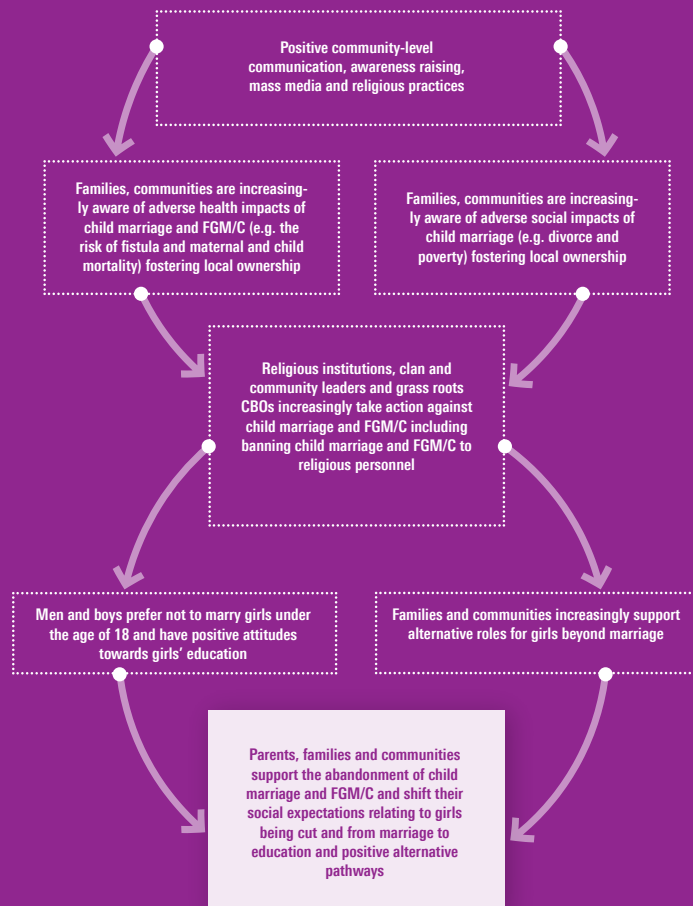 Positive community-level
communication, awareness raising,
mass media and religious practices
Families, communities are increasing-
ly aware of adverse health impacts of
child marriage and FGM/C (e.g. the
risk of fistula and maternal and child
mortality) fostering local ownership
Families, communities are increasing-
ly aware of adverse social impacts of
child marriage (e.g. divorce and
poverty) fostering local ownership
Religious institutions, clan and
community leaders and grass roots
CBOs increasingly take action against
child marriage and FGM/C including
banning child marriage and FGM/C to
religious personnel
Men and boys prefer not to marry girls under
the age of 18 and have positive attitudes
towards girls' education
Families and communities increasingly support
alternative roles for girls beyond marriage
Parents, families and communities
support the abandonment of child
marriage and FGM/C and shift their
social expectations relating to girls
being cut and from marriage to
education and positive alternative
pathways